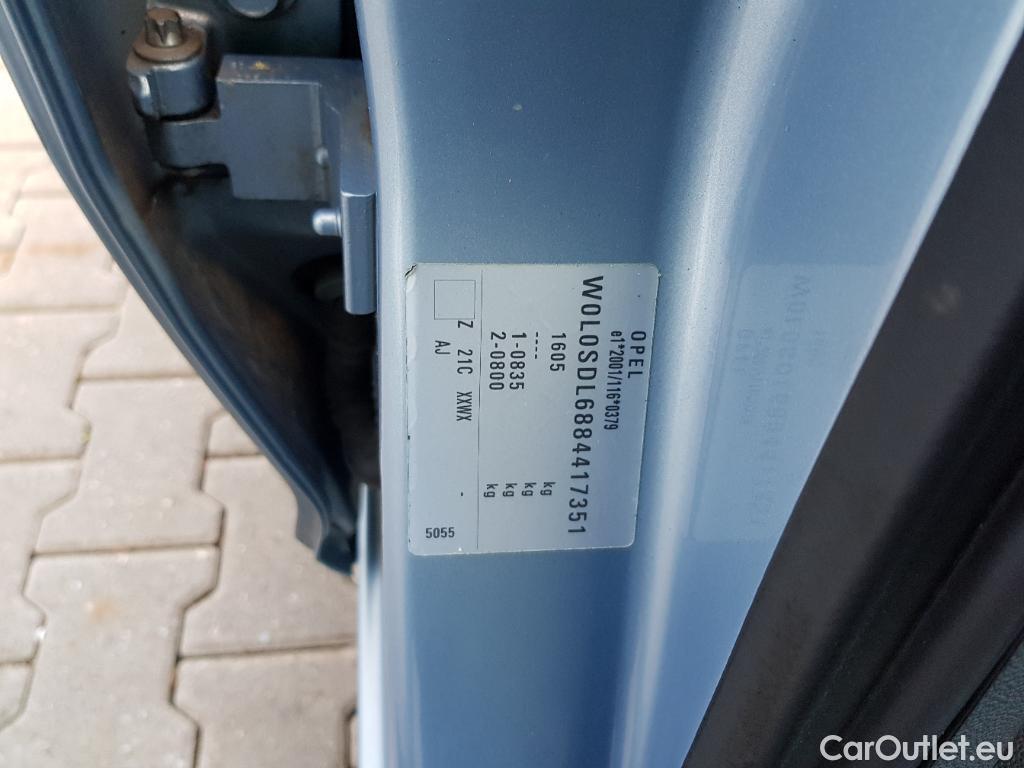 OPEL
e1*2001/116*0379
W0L0SDL6884417351
1605 kg
---- kg
1-0835 kg
2-0800 kg
Z 21C XXWX -
AJ 5055
CarOutlet.eu